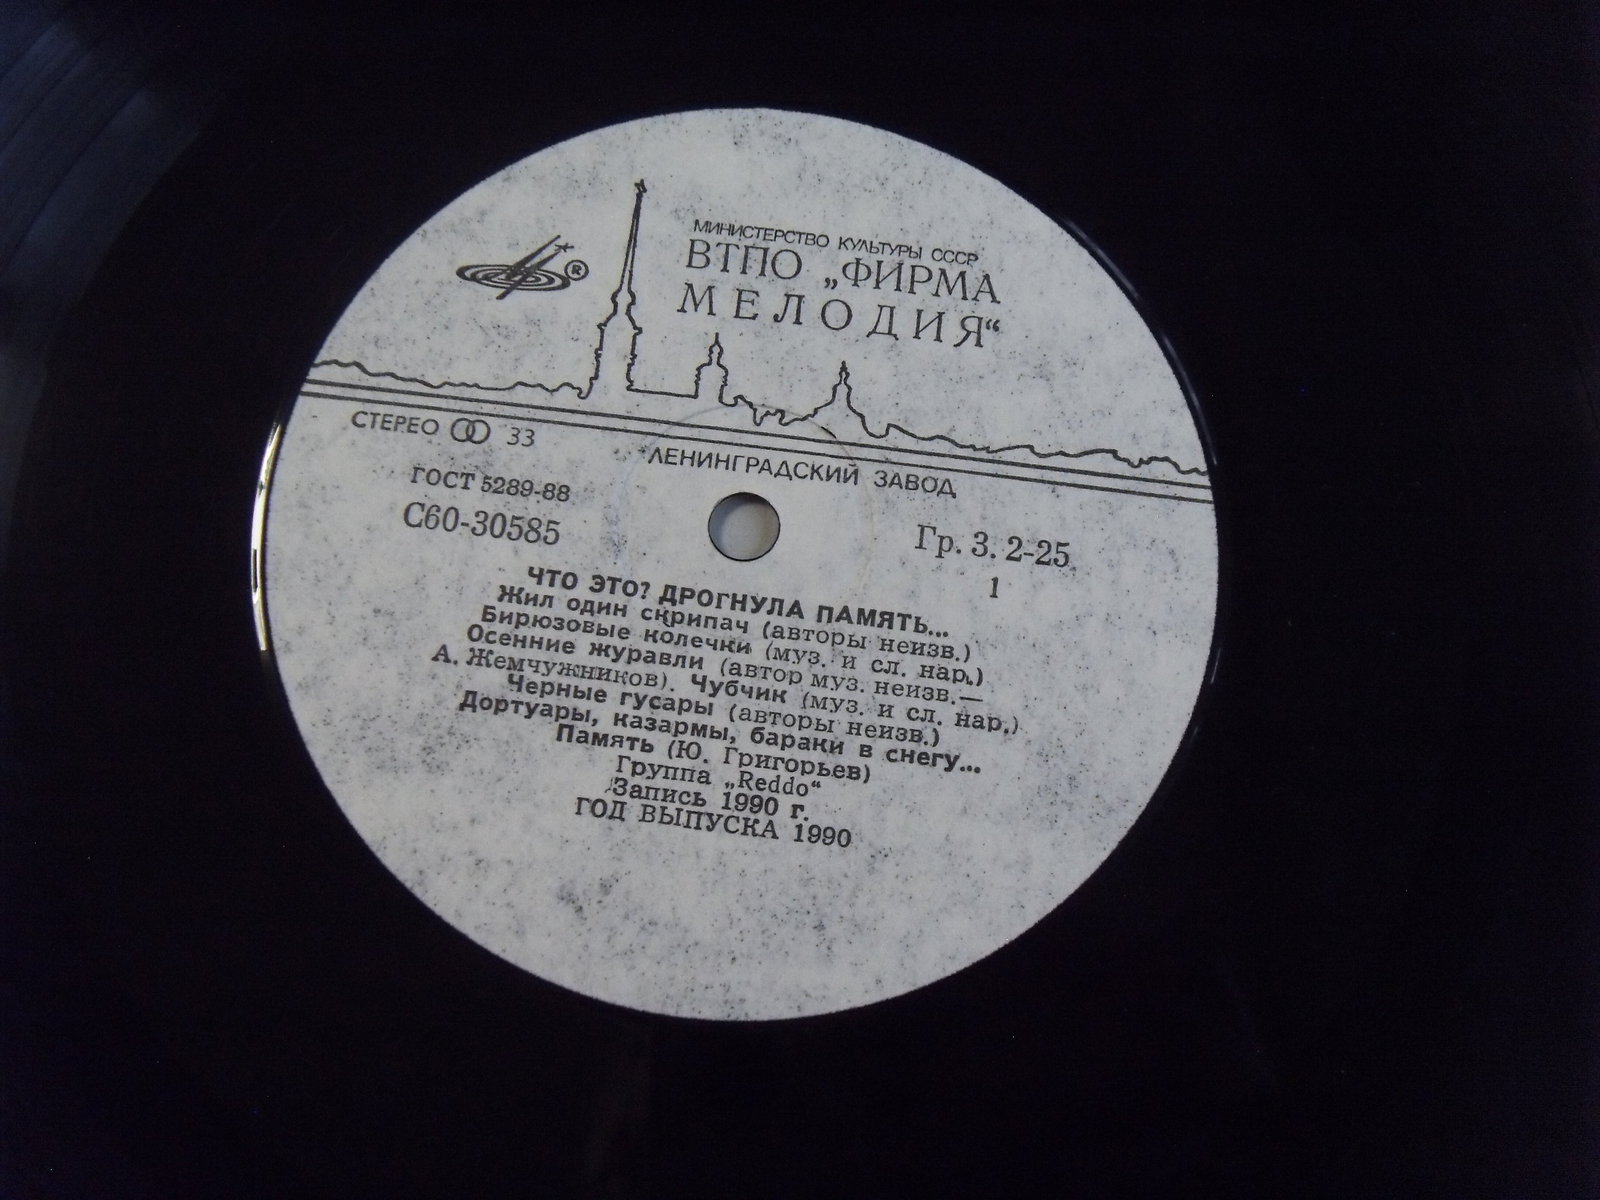 МИНИСТЕРСТВО КУЛЬТУРЫ СССР
ВТПО „ФИРМА
МЕЛОДИЯ“
®
СТЕРЕО 33
ЛЕНИНГРАДСКИЙ ЗАВОД
ГОСТ 5289-88
С60-30585
Гр. 3. 2-25
1
ЧТО ЭТО? ДРОГНУЛА ПАМЯТЬ...
Жил один скрипач (авторы неизв.)
Бирюзовые колечки (муз. и сл. нар.)
Осенние журавли (автор муз. неизв.—
А. Жемчужников). Чубчик (муз. и сл. нар.)
Черные гусары (авторы неизв.)
Дортуары, казармы, бараки в снегу...
Память (Ю. Григорьев)
Группа „Reddo“
Запись 1990 г.
ГОД ВЫПУСКА 1990